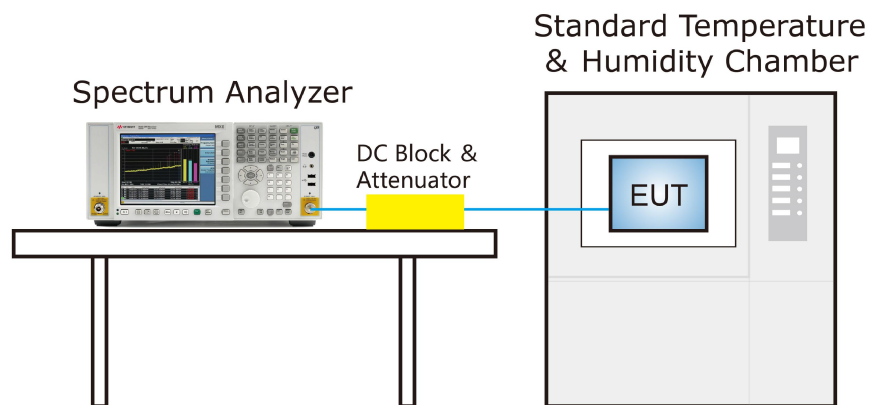 Standard Temperature
& Humidity Chamber
Spectrum Analyzer
DC Block &
Attenuator
EUT